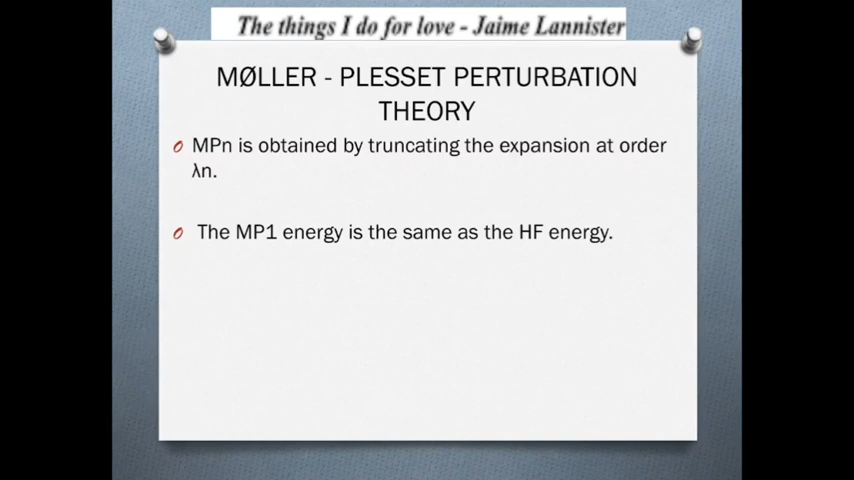 The things I do for love - Jaime Lannister
MØLLER - PLESSET PERTURBATION
THEORY
MPn is obtained by truncating the expansion at order
λn.
The MP1 energy is the same as the HF energy.